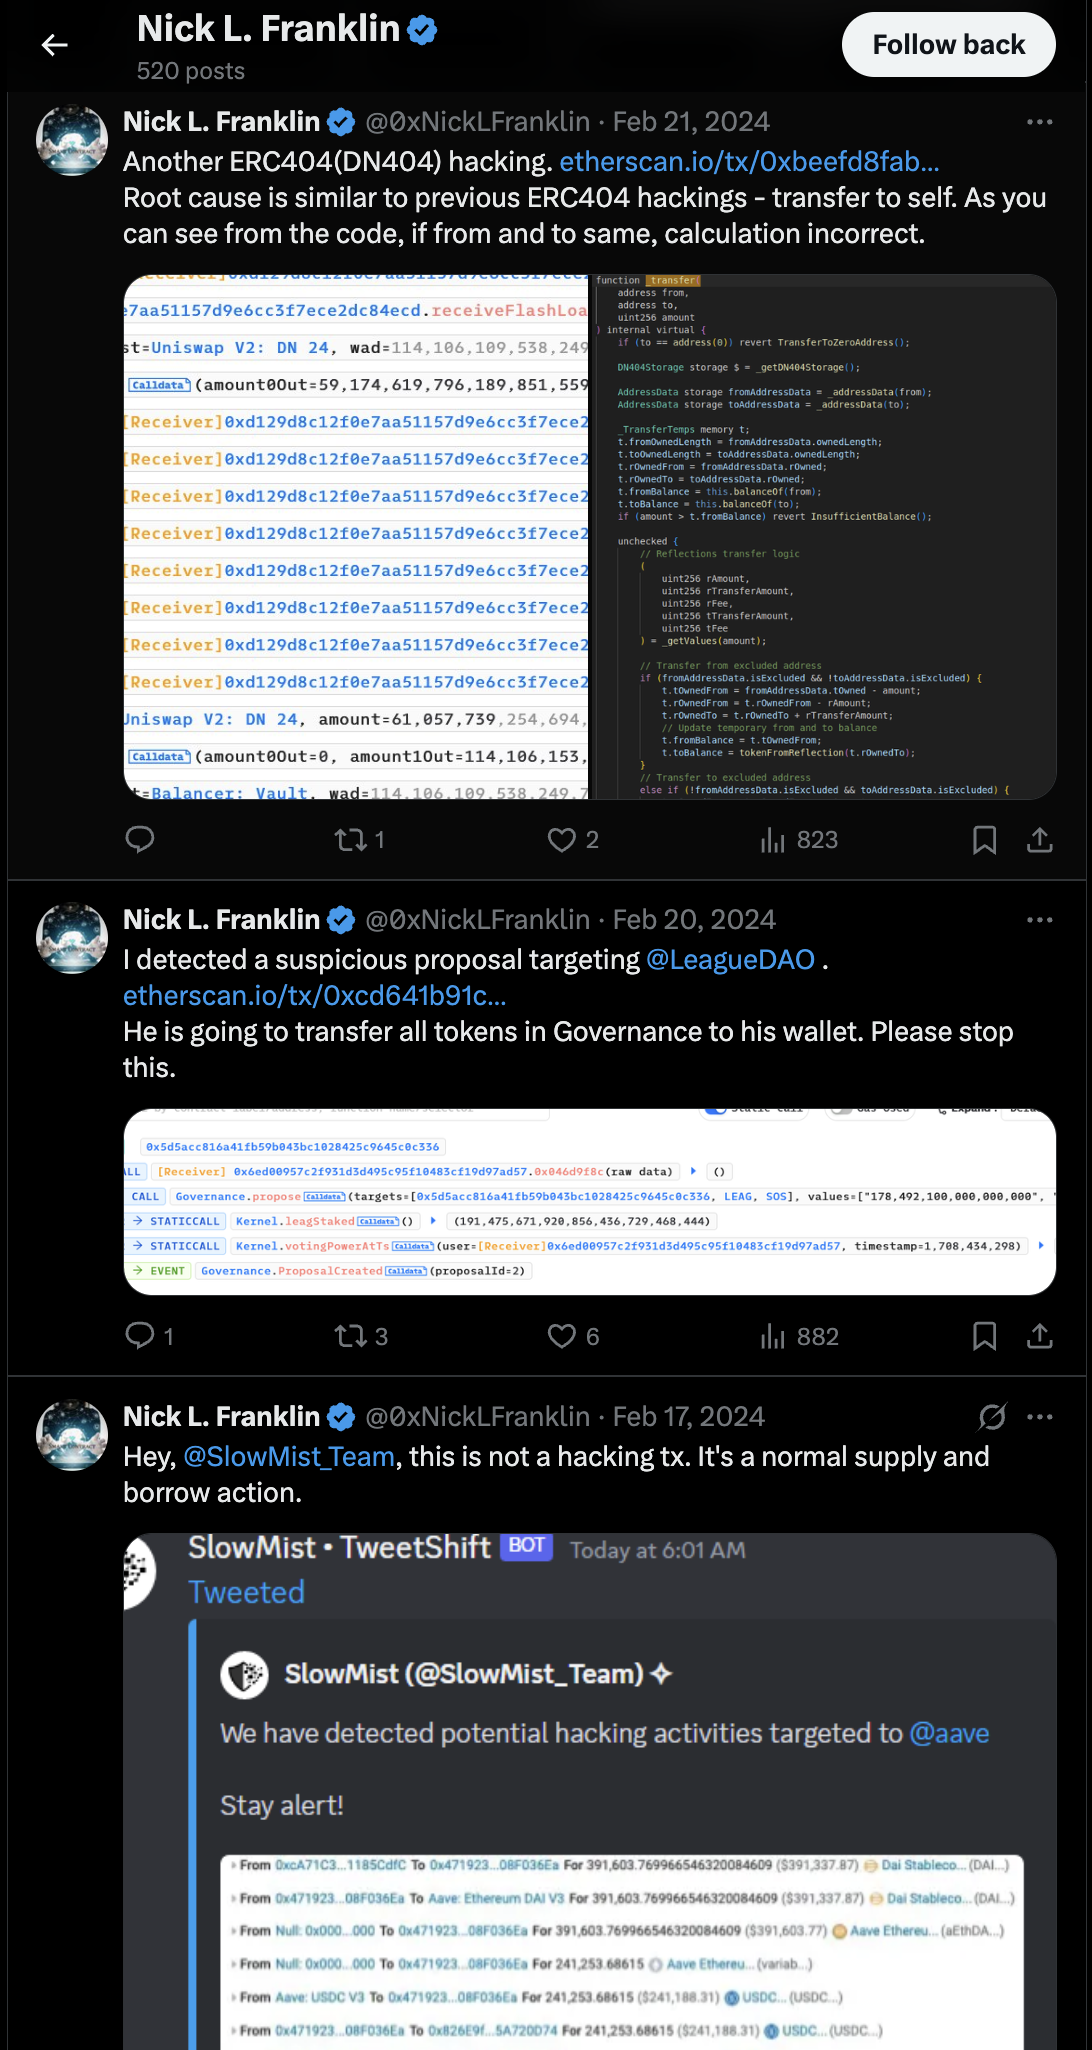 Nick L. Franklin
520 posts
Follow back
Nick L. Franklin @0xNickLFranklin · Feb 21, 2024
Another ERC404(DN404) hacking. etherscan.io/tx/0xbeefd8fab...
Root cause is similar to previous ERC404 hackings - transfer to self. As you
can see from the code, if from and to same, calculation incorrect.
e7aa51157d9e6cc3f7ece2dc84ecd.receiveFlashLoa
st=Uniswap V2: DN 24, wad=114,106,109,538,249
Calldata (amount0Out=59,174,619,796,189,851,559
[Receiver]0xd129d8c12f0e7aa51157d9e6cc3f7ece2
[Receiver]0xd129d8c12f0e7aa51157d9e6cc3f7ece2
[Receiver]0xd129d8c12f0e7aa51157d9e6cc3f7ece2
[Receiver]0xd129d8c12f0e7aa51157d9e6cc3f7ece2
[Receiver]0xd129d8c12f0e7aa51157d9e6cc3f7ece2
[Receiver]0xd129d8c12f0e7aa51157d9e6cc3f7ece2
[Receiver]0xd129d8c12f0e7aa51157d9e6cc3f7ece2
[Receiver]0xd129d8c12f0e7aa51157d9e6cc3f7ece2
Uniswap V2: DN 24, amount=61,057,739,254,694,
Calldata (amount0Out=0, amount1Out=114,106,153,
t=Balancer: Vault, wad=114,106,109,538,249,7
function _transfer(
address from,
address to,
uint256 amount
) internal virtual {
if (to == address(0)) revert TransferToZeroAddress();
DN404Storage storage $ = _getDN404Storage();
AddressData storage fromAddressData = _addressData(from);
AddressData storage toAddressData = _addressData(to);
_TransferTemps memory t;
t.fromOwnedLength = fromAddressData.ownedLength;
t.toOwnedLength = toAddressData.ownedLength;
t.rOwnedFrom = fromAddressData.rOwned;
t.rOwnedTo = toAddressData.rOwned;
t.fromBalance = this.balanceOf(from);
t.toBalance = this.balanceOf(to);
if (amount > t.fromBalance) revert InsufficientBalance();
unchecked {
// Reflections transfer logic
(
uint256 rAmount,
uint256 rTransferAmount,
uint256 rFee,
uint256 tTransferAmount,
uint256 tFee
) = _getValues(amount);
// Transfer from excluded address
if (fromAddressData.isExcluded && !toAddressData.isExcluded) {
t.tOwnedFrom = fromAddressData.tOwned - amount;
t.rOwnedFrom = t.rOwnedFrom - rAmount;
t.rOwnedTo = t.rOwnedTo + rTransferAmount;
// Update temporary from and to balance
t.fromBalance = t.tOwnedFrom;
t.toBalance = tokenFromReflection(t.rOwnedTo);
}
// Transfer to excluded address
else if (!fromAddressData.isExcluded && toAddressData.isExcluded) {
1 2 823
Nick L. Franklin @0xNickLFranklin · Feb 20, 2024
I detected a suspicious proposal targeting @LeagueDAO .
etherscan.io/tx/0xcd641b91c...
He is going to transfer all tokens in Governance to his wallet. Please stop
this.
0x5d5acc816a41fb59b043bc1028425c9645c0c336
ALL [Receiver] 0x6ed00957c2f931d3d495c95f10483cf19d97ad57.0x046d9f8c(raw data) ()
CALL Governance.propose Calldata (targets=[0x5d5acc816a41fb59b043bc1028425c9645c0c336, LEAG, SOS], values=["178,492,100,000,000,000",
→ STATICCALL Kernel.leagStaked Calldata () (191,475,671,920,856,436,729,468,444)
→ STATICCALL Kernel.votingPowerAtTs Calldata (user=[Receiver]0x6ed00957c2f931d3d495c95f10483cf19d97ad57, timestamp=1,708,434,298)
→ EVENT Governance.ProposalCreated Calldata (proposalId=2)
1 3 6 882
Nick L. Franklin @0xNickLFranklin · Feb 17, 2024
Hey, @SlowMist_Team, this is not a hacking tx. It's a normal supply and
borrow action.
SlowMist • TweetShift BOT Today at 6:01 AM
Tweeted
SlowMist (@SlowMist_Team)
We have detected potential hacking activities targeted to @aave
Stay alert!
From 0xcA71C3...1185CdfC To 0x471923...08F036Ea For 391,603.769966546320084609 ($391,337.87) Dai Stableco... (DAI...)
From 0x471923...08F036Ea To Aave: Ethereum DAI V3 For 391,603.769966546320084609 ($391,337.87) Dai Stableco... (DAI...)
From Null: 0x000...000 To 0x471923...08F036Ea For 391,603.769966546320084609 ($391,603.77) Aave Ethereu... (aEthDA...)
From Null: 0x000...000 To 0x471923...08F036Ea For 241,253.68615 Aave Ethereu... (variab...)
From Aave: USDC V3 To 0x471923...08F036Ea For 241,253.68615 ($241,188.31) USDC... (USDC...)
From 0x471923...08F036Ea To 0x826E9f...5A720D74 For 241,253.68615 ($241,188.31) USDC... (USDC...)